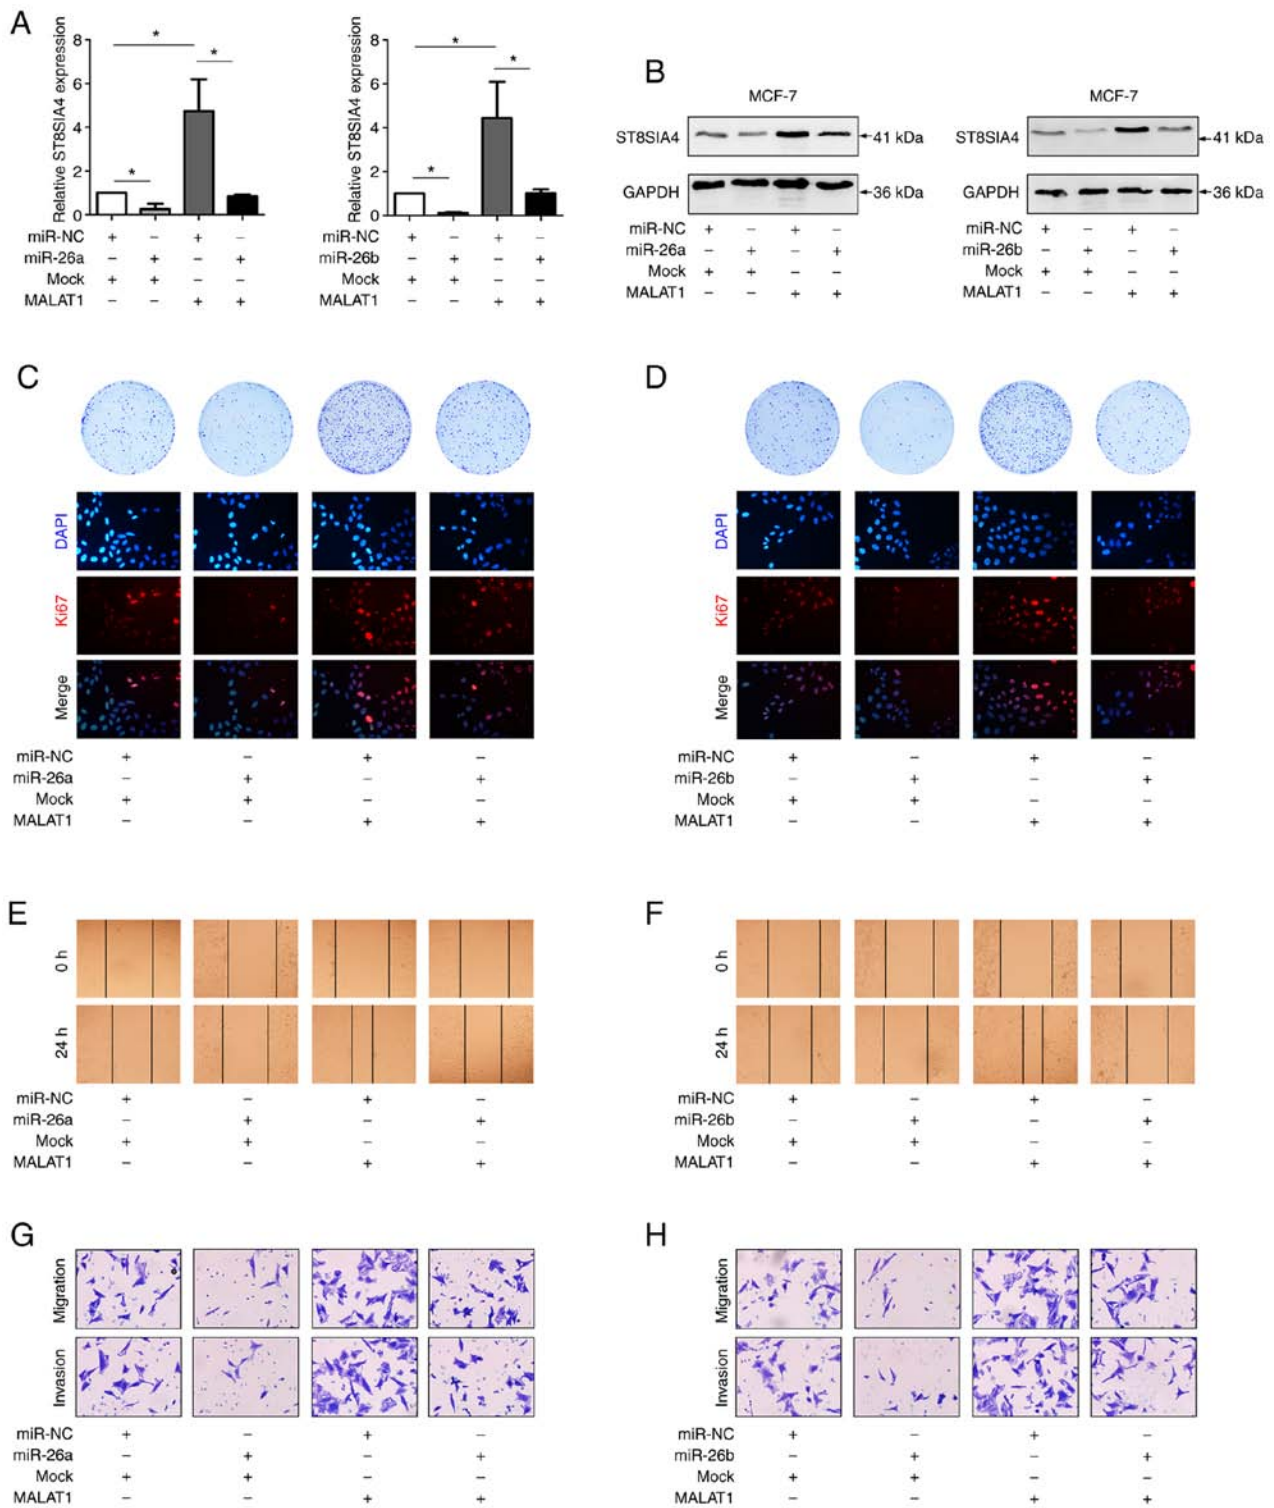 A
Relative ST8SIA4 expression
8
6
4
2
0
*
*
*
miR-NC + – + –
miR-26a – + – +
Mock + + – –
MALAT1 – – + +
Relative ST8SIA4 expression
8
6
4
2
0
*
*
*
miR-NC + – + –
miR-26b – + – +
Mock + + – –
MALAT1 – – + +
B
MCF-7
ST8SIA4 41 kDa
GAPDH 36 kDa
miR-NC + – + –
miR-26a – + – +
Mock + + – –
MALAT1 – – + +
MCF-7
ST8SIA4 41 kDa
GAPDH 36 kDa
miR-NC + – + –
miR-26b – + – +
Mock + + – –
MALAT1 – – + +
C
DAPI
Ki67
Merge
miR-NC + – + –
miR-26a – + – +
Mock + + – –
MALAT1 – – + +
D
DAPI
Ki67
Merge
miR-NC + – + –
miR-26b – + – +
Mock + + – –
MALAT1 – – + +
E
0 h
24 h
miR-NC + – + –
miR-26a – + – +
Mock + + – –
MALAT1 – – + +
F
0 h
24 h
miR-NC + – + –
miR-26b – + – +
Mock + + – –
MALAT1 – – + +
G
Migration
Invasion
miR-NC + – + –
miR-26a – + – +
Mock + + – –
MALAT1 – – + +
H
Migration
Invasion
miR-NC + – + –
miR-26b – + – +
Mock + + – –
MALAT1 – – + +